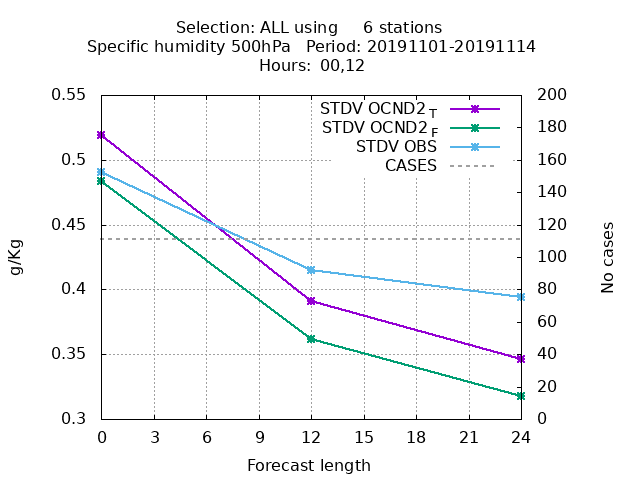 Selection: ALL using     6 stations
Specific humidity 500hPa   Period: 20191101-20191114
Hours: 00,12
0.55
0.5
0.45
0.4
0.35
0.3
g/Kg
STDV OCND2 T
STDV OCND2 F
STDV OBS
CASES
200
180
160
140
120
100
80
60
40
20
0
No cases
0 3 6 9 12 15 18 21 24
Forecast length